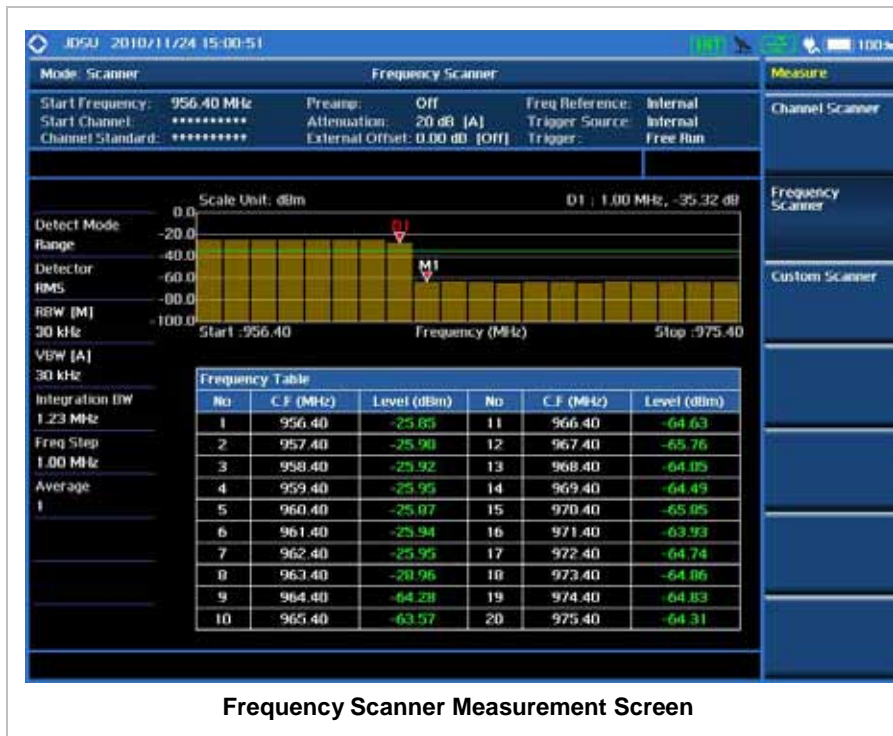 JDSU 2010/11/24 15:00:51 INT 100%
Mode: Scanner Frequency Scanner Measure
Start Frequency: 956.40 MHz Preamp: Off Freq Reference: Internal
Start Channel: ********** Attenuation: 20 dB [A] Trigger Source: Internal
Channel Standard: ********** External Offset: 0.00 dB [Off] Trigger: Free Run
Channel Scanner
Frequency
Scanner
Custom Scanner
Scale Unit: dBm D1 : 1.00 MHz, -35.32 dB
0.0
-20.0
-40.0
-60.0
-80.0
-100.0
D1
M1
Start :956.40 Frequency (MHz) Stop :975.40
Detect Mode
Range
Detector
RMS
RBW [M]
30 kHz
VBW [A]
30 kHz
Integration BW
1.23 MHz
Freq Step
1.00 MHz
Average
1
Frequency Table
No C.F (MHz) Level (dBm) No C.F (MHz) Level (dBm)
1 956.40 -25.85 11 966.40 -64.63
2 957.40 -25.90 12 967.40 -65.76
3 958.40 -25.92 13 968.40 -64.05
4 959.40 -25.95 14 969.40 -64.49
5 960.40 15 970.40
6 961.40 -25.94 16 971.40 -63.93
7 962.40 -25.95 17 972.40 -64.74
8 963.40 -28.96 18 973.40
9 964.40 -64.28 19 974.40 -64.83
10 965.40 -63.57 20 975.40 -64.31
Frequency Scanner Measurement Screen